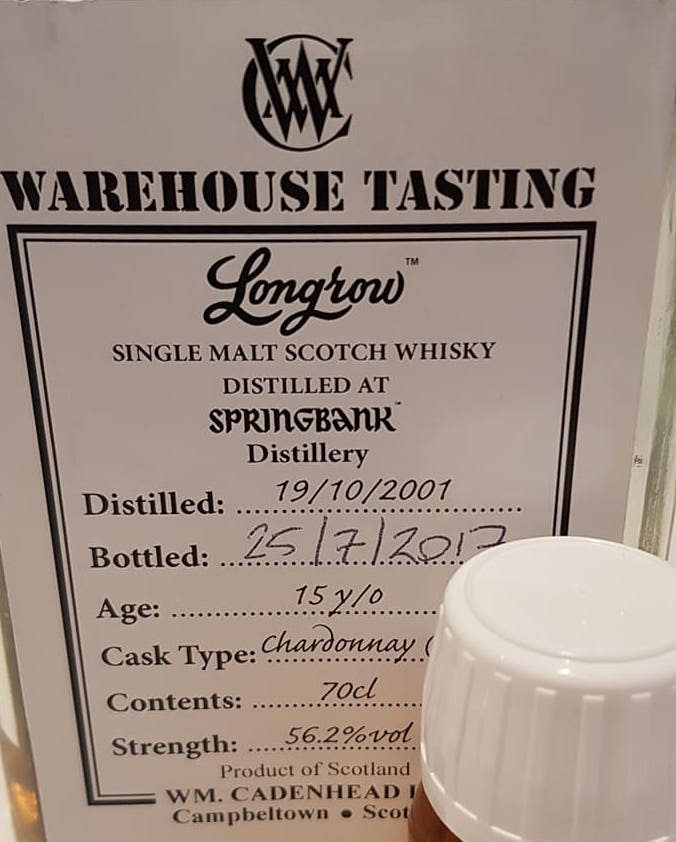 WAREHOUSE TASTING
Longrow™
SINGLE MALT SCOTCH WHISKY
DISTILLED AT
SPRINGBANK™
Distillery
Distilled: 19/10/2001
Bottled: 25/7/2017
Age: 15 y/o
Cask Type: Chardonnay (
Contents: 70cl
Strength: 56.2%vol
Product of Scotland
WM. CADENHEAD
Campbeltown •